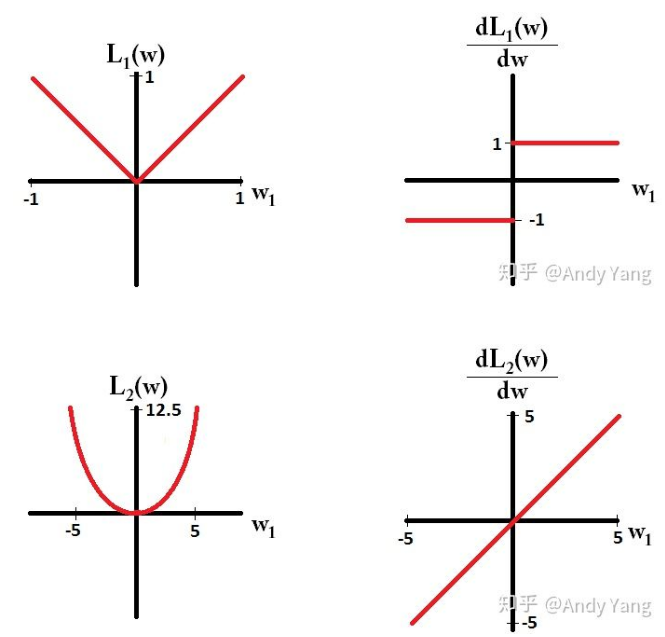 L₁(w)
1
-1
1 w₁
dL₁(w)
dw
1
w₁
-1
知乎 @Andy Yang
L₂(w)
12.5
-5
5
w₁
dL₂(w)
dw
5
-5
5 w₁
-5
知乎 @Andy Yang